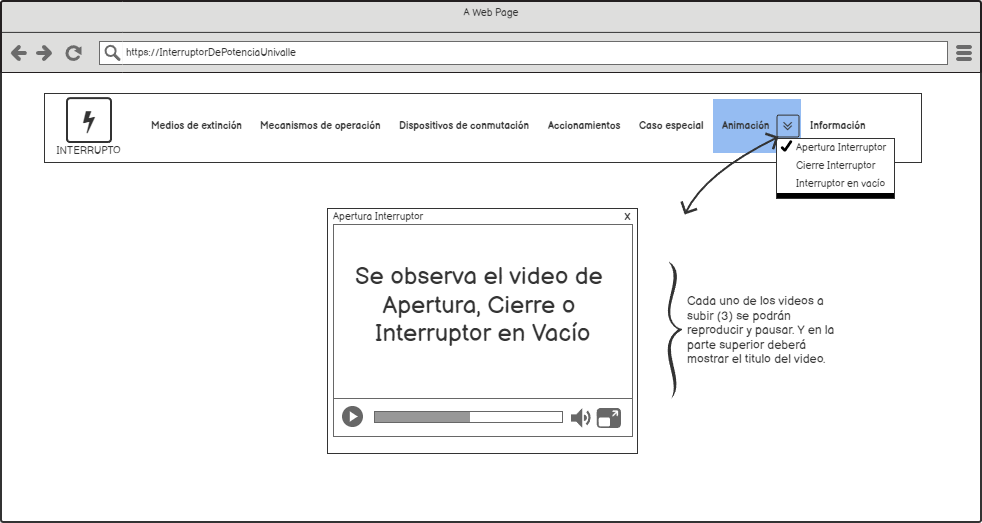 A Web Page
https://InterruptorDePotenciaUnivalle
INTERRUPTO
Medios de extinción
Mecanismos de operación
Dispositivos de conmutación
Accionamientos
Caso especial
Animación
Información
Apertura Interruptor
Cierre Interruptor
Interruptor en vacío
Apertura Interruptor
x
Se observa el video de
Apertura, Cierre o
Interruptor en Vacío
Cada uno de los videos a
subir (3) se podrán
reproducir y pausar. Y en la
parte superior deberá
mostrar el titulo del video.